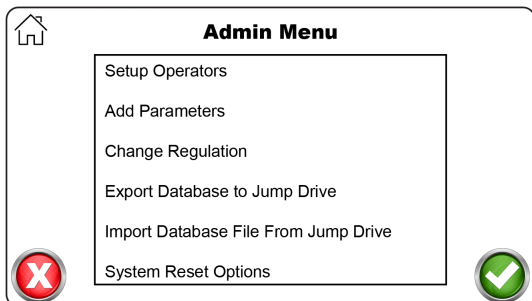 Admin Menu
Setup Operators
Add Parameters
Change Regulation
Export Database to Jump Drive
Import Database File From Jump Drive
System Reset Options
X